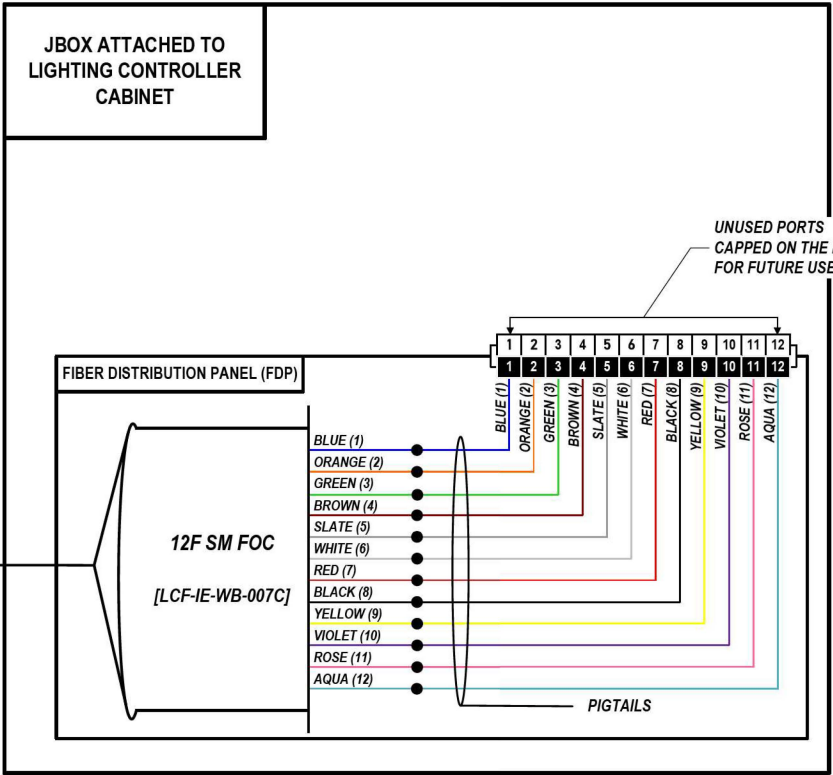 JBOX ATTACHED TO
LIGHTING CONTROLLER
CABINET
UNUSED PORTS
CAPPED ON THE
FOR FUTURE USE
1 2 3 4 5 6 7 8 9 10 11 12
1 2 3 4 5 6 7 8 9 10 11 12
FIBER DISTRIBUTION PANEL (FDP)
BLUE (1)
ORANGE (2)
GREEN (3)
BROWN (4)
SLATE (5)
WHITE (6)
RED (7)
BLACK (8)
YELLOW (9)
VIOLET (10)
ROSE (11)
AQUA (12)
BLUE (1)
ORANGE (2)
GREEN (3)
BROWN (4)
SLATE (5)
WHITE (6)
RED (7)
BLACK (8)
YELLOW (9)
VIOLET (10)
ROSE (11)
AQUA (12)
12F SM FOC
[LCF-IE-WB-007C]
PIGTAILS